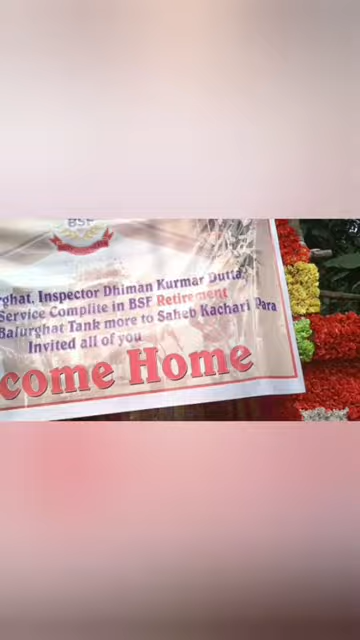 BSF
rghat, Inspector Dhiman Kurmar Dutta,
Service Complite in BSF Retirement
Balurghat Tank more to Saheb Kachari Para
Invited all of you
come Home